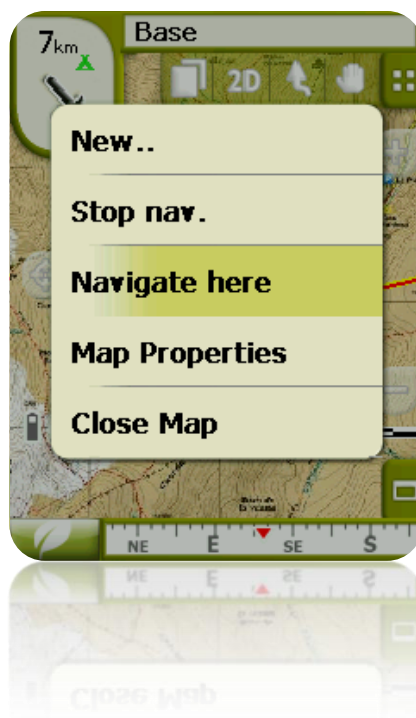 7km
Base
2D
New..
Stop nav.
Navigate here
Map Properties
Close Map
NE E SE S